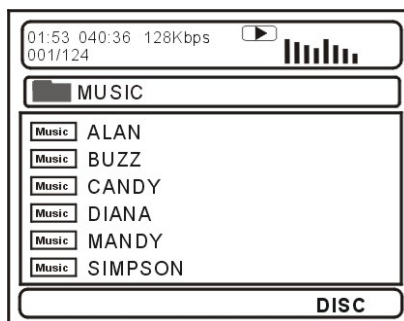 01:53 040:36 128Kbps
001/124
MUSIC
Music ALAN
Music BUZZ
Music CANDY
Music DIANA
Music MANDY
Music SIMPSON
DISC